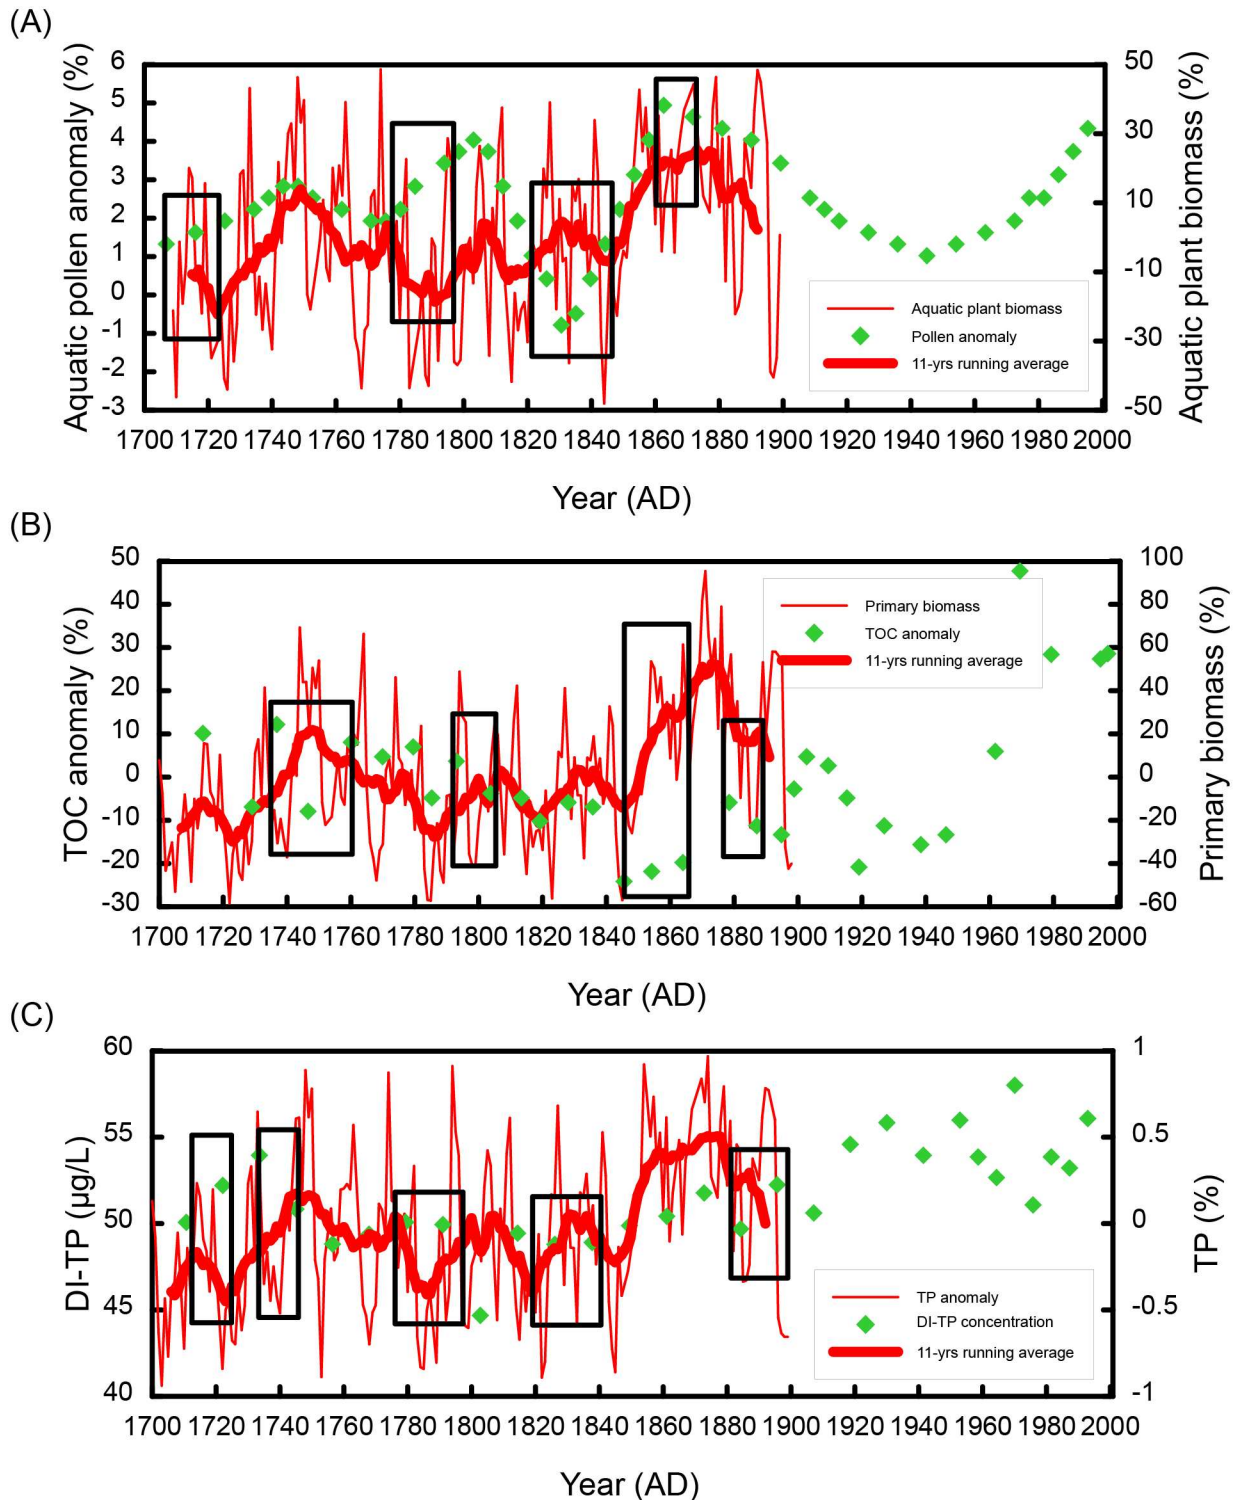 (A)
Aquatic pollen anomaly (%)
6
5
4
3
2
1
0
-1
-2
-3
50
30
10
-10
-30
-50
Aquatic plant biomass (%)
Aquatic plant biomass
Pollen anomaly
11-yrs running average
1700 1720 1740 1760 1780 1800 1820 1840 1860 1880 1900 1920 1940 1960 1980 2000
Year (AD)
(B)
TOC anomaly (%)
50
40
30
20
10
0
-10
-20
-30
100
80
60
40
20
0
-20
-40
-60
Primary biomass (%)
Primary biomass
TOC anomaly
11-yrs running average
1700 1720 1740 1760 1780 1800 1820 1840 1860 1880 1900 1920 1940 1960 1980 2000
Year (AD)
(C)
DI-TP (µg/L)
60
55
50
45
40
1
0.5
0
-0.5
-1
TP (%)
TP anomaly
DI-TP concentration
11-yrs running average
1700 1720 1740 1760 1780 1800 1820 1840 1860 1880 1900 1920 1940 1960 1980 2000
Year (AD)